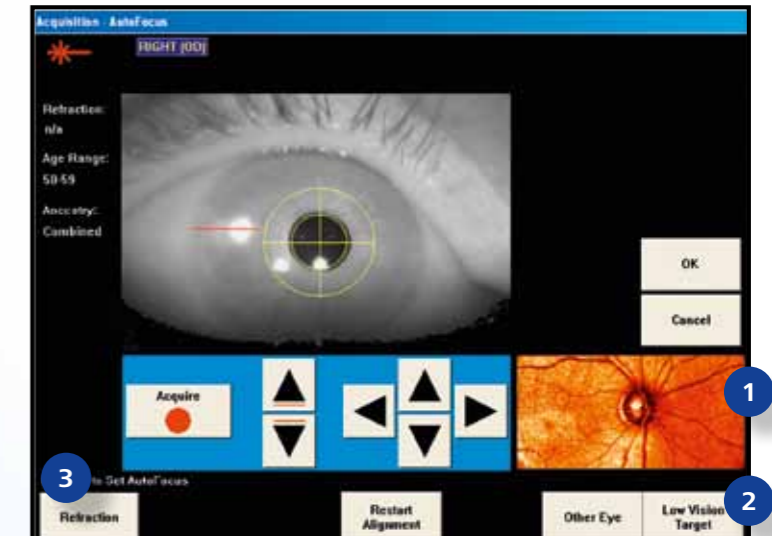 Acquisition - AutoFocus
RIGHT [OD]
Refraction:
n/a
Age Range:
50-59
Ancestry:
Combined
OK
Cancel
Acquire
1
3
to Set AutoFocus
2
Refraction
Restart
Alignment
Other Eye
Low Vision
Target